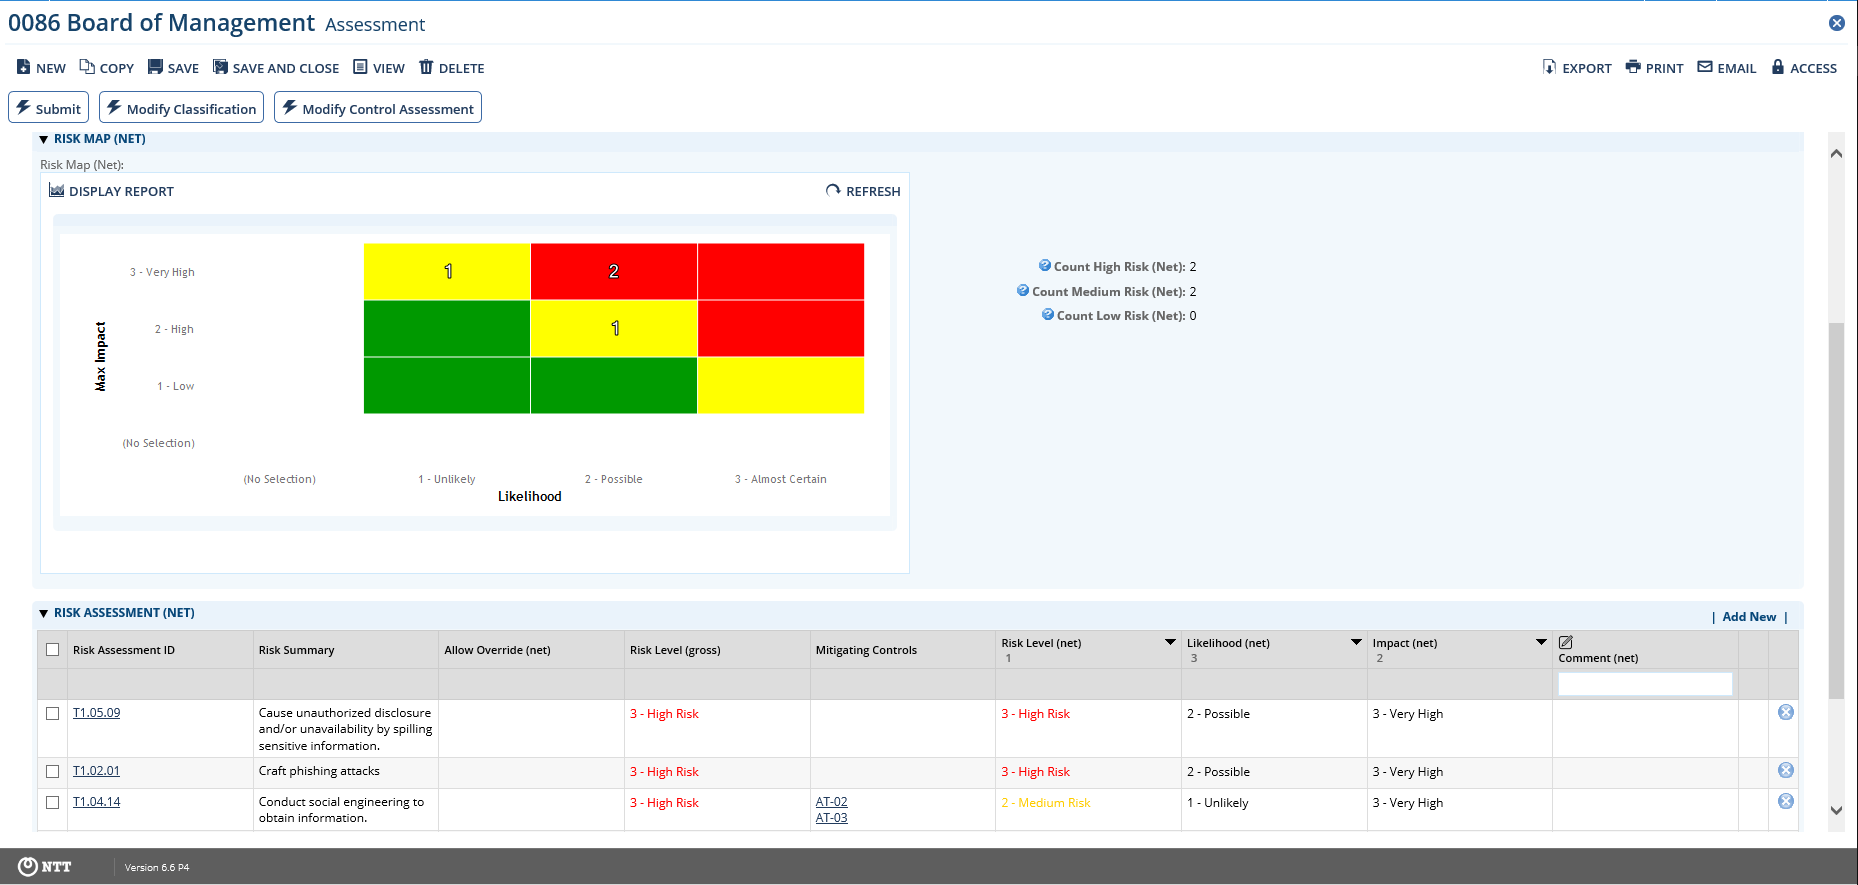 0086 Board of Management Assessment
NEW COPY SAVE SAVE AND CLOSE VIEW DELETE EXPORT PRINT EMAIL ACCESS
Submit Modify Classification Modify Control Assessment
RISK MAP (NET)
Risk Map (Net):
DISPLAY REPORT REFRESH
Max Impact
3 - Very High 1 2
2 - High 1
1 - Low
(No Selection)
(No Selection) 1 - Unlikely 2 - Possible 3 - Almost Certain
Likelihood
Count High Risk (Net): 2
Count Medium Risk (Net): 2
Count Low Risk (Net): 0
RISK ASSESSMENT (NET) | Add New |
Risk Assessment ID Risk Summary Allow Override (net) Risk Level (gross) Mitigating Controls Risk Level (net) Likelihood (net) Impact (net) Comment (net)
1 3 2
T1.05.09 Cause unauthorized disclosure 3 - High Risk 3 - High Risk 2 - Possible 3 - Very High
and/or unavailability by spilling
sensitive information.
T1.02.01 Craft phishing attacks 3 - High Risk 3 - High Risk 2 - Possible 3 - Very High
T1.04.14 Conduct social engineering to 3 - High Risk AT-02 2 - Medium Risk 1 - Unlikely 3 - Very High
obtain information. AT-03
NTT Version 6.6 P4